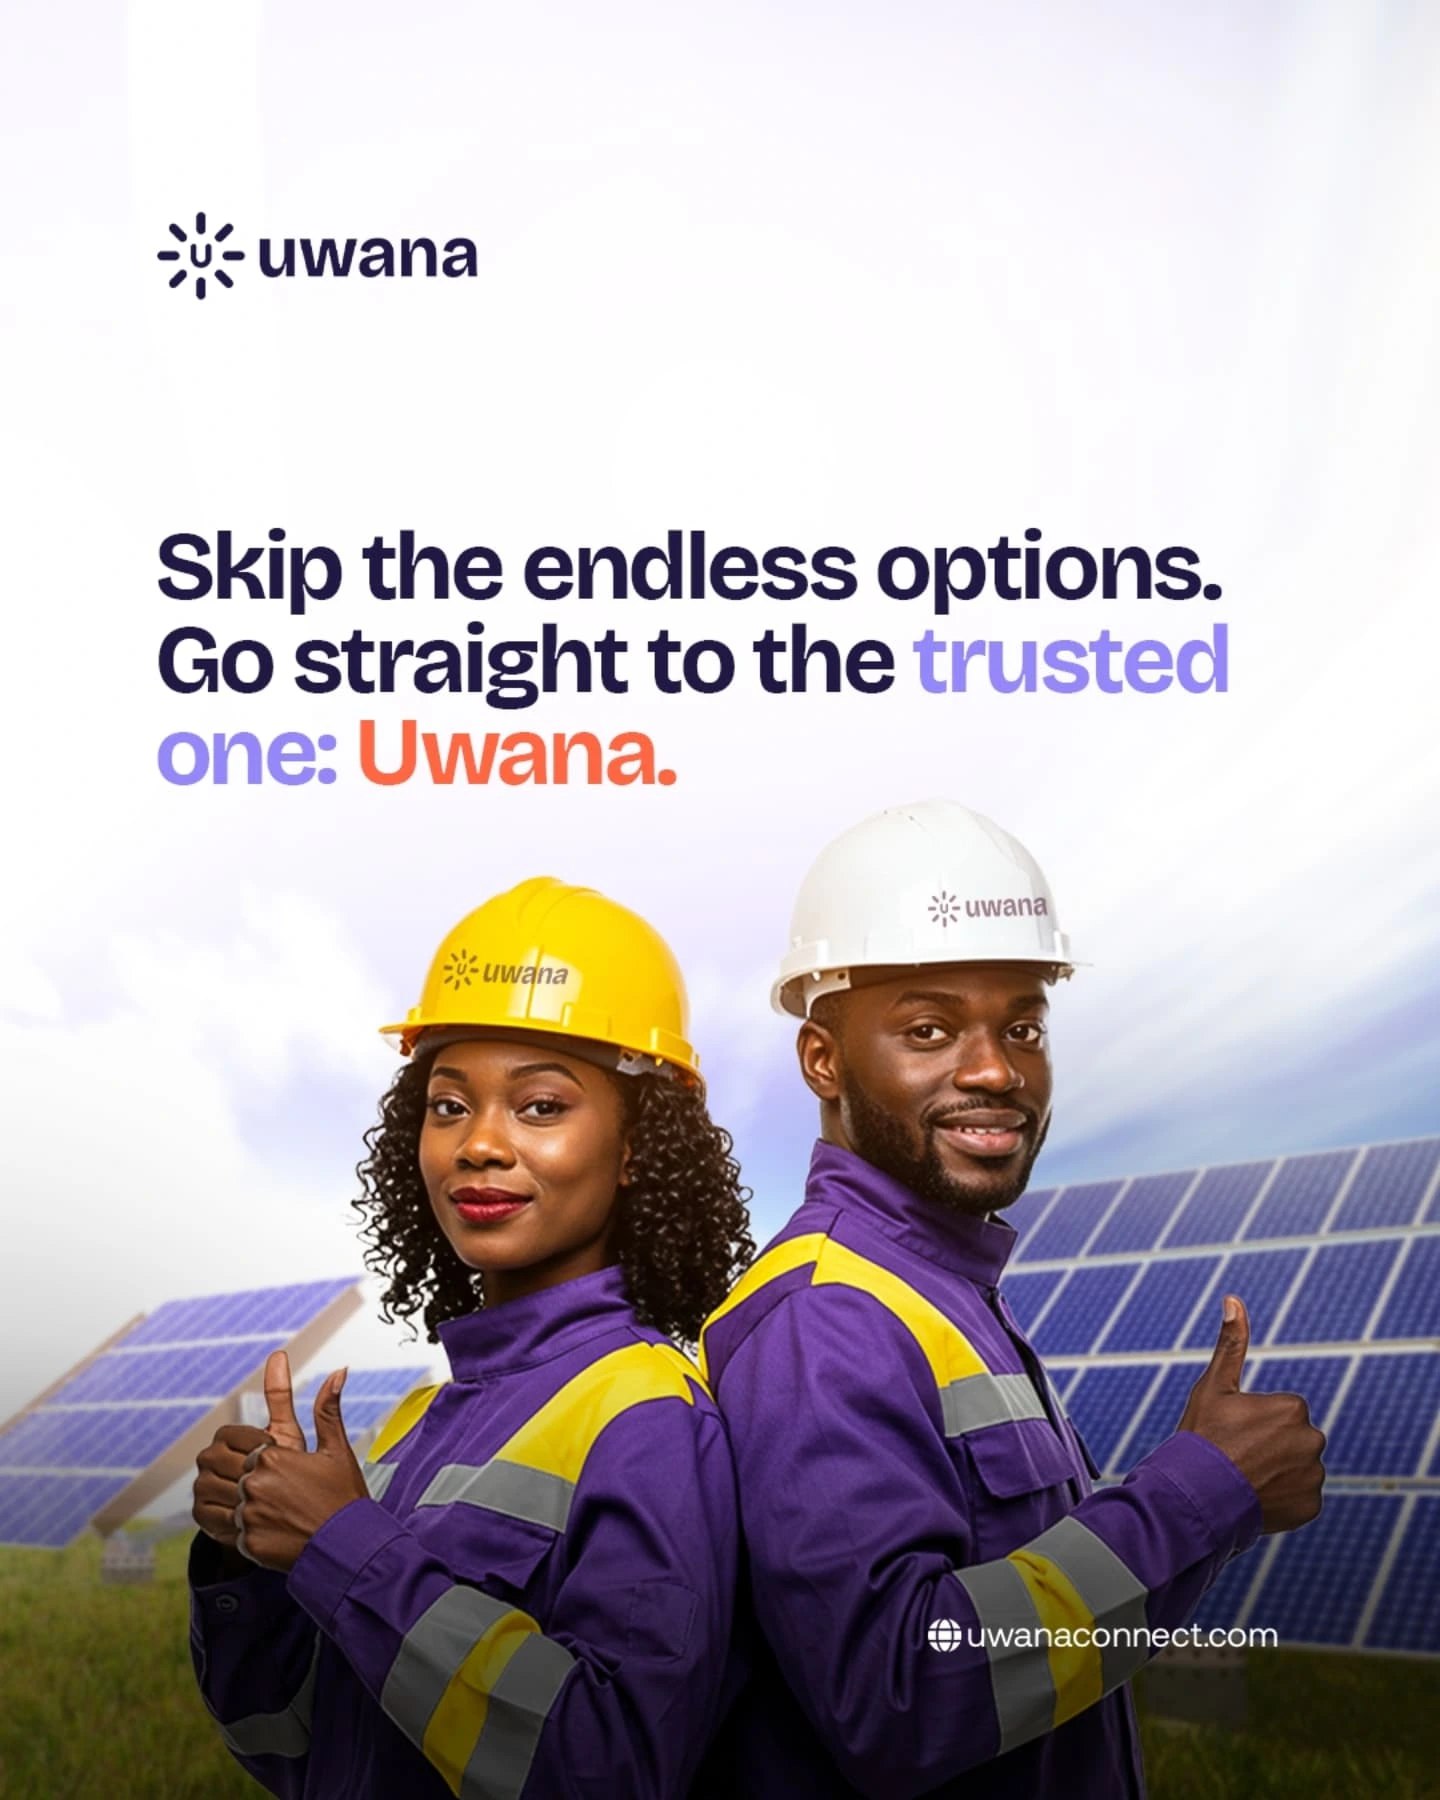 uwana
Skip the endless options.
Go straight to the trusted
one: Uwana.
uwana
uwana
uwanaconnect.com